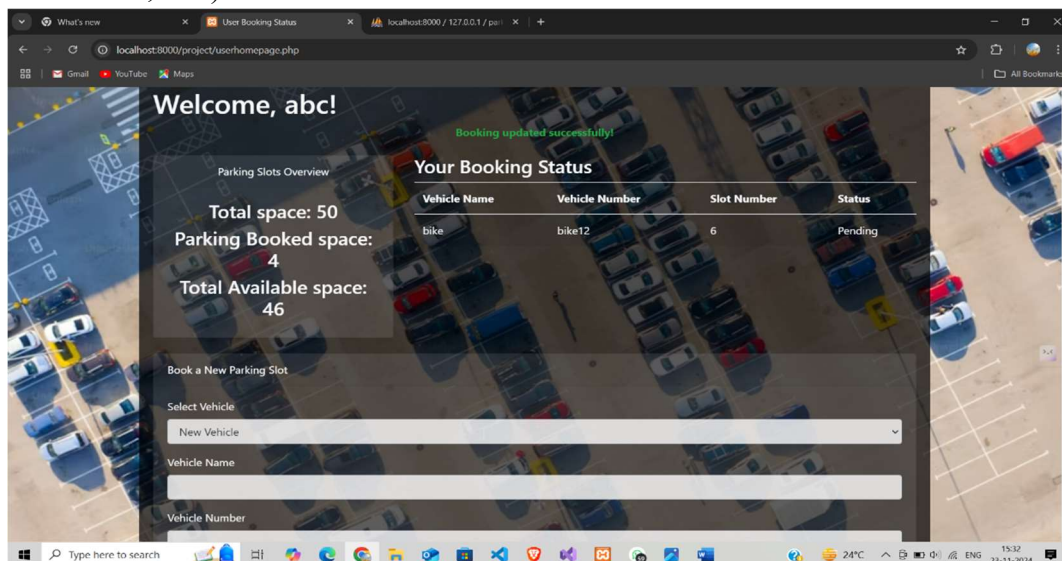 What's new
User Booking Status
localhost:8000 / 127.0.0.1 / par
localhost:8000/project/userhomepage.php
Gmail
YouTube
Maps
All Bookmarks
Welcome, abc!
Booking updated successfully!
Parking Slots Overview
Total space: 50
Parking Booked space:
4
Total Available space:
46
Your Booking Status
Vehicle Name Vehicle Number Slot Number Status
bike bike12 6 Pending
Book a New Parking Slot
Select Vehicle
New Vehicle
Vehicle Name
Vehicle Number
Type here to search
24°C
ENG
15:32
23-11-2024